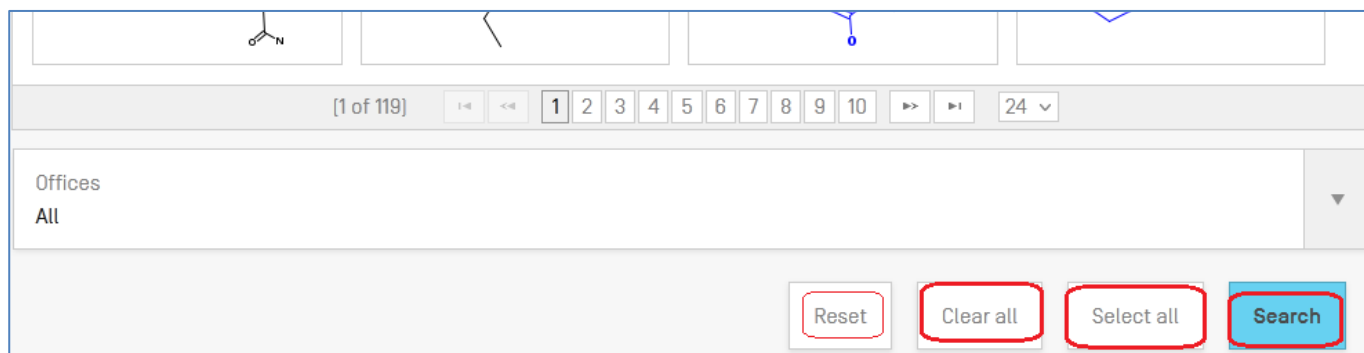 O N
O
(1 of 119) 1 2 3 4 5 6 7 8 9 10 24
Offices
All
Reset Clear all Select all Search